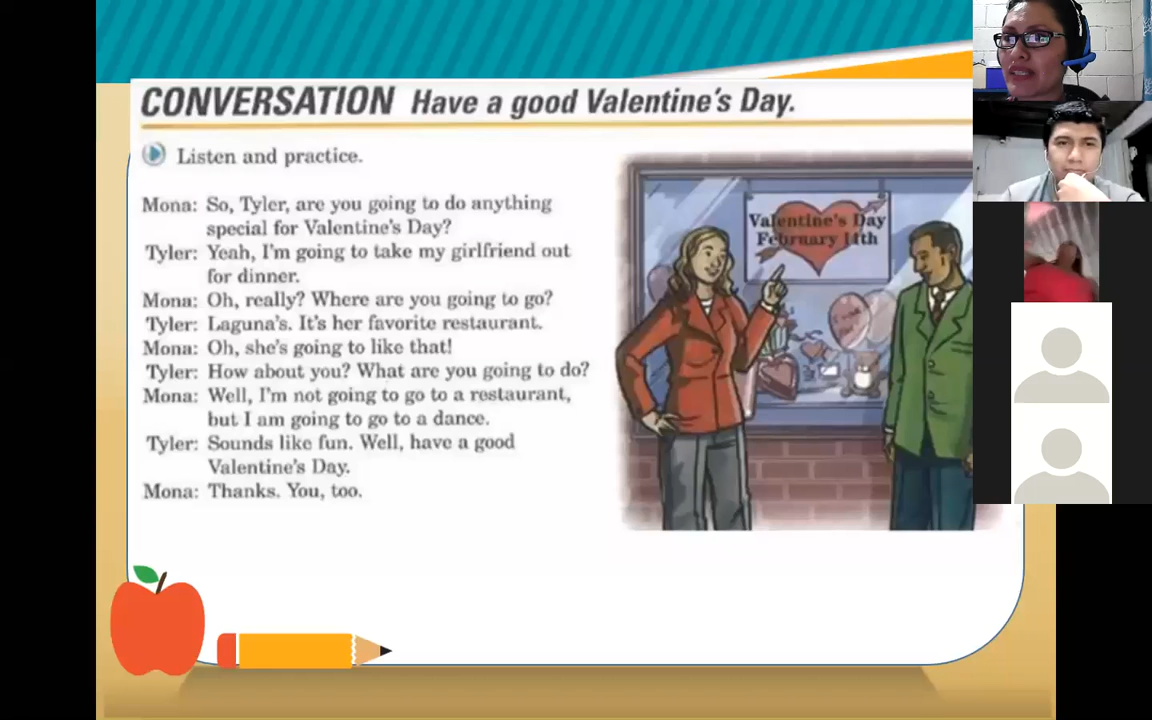 CONVERSATION Have a good Valentine's Day.
Listen and practice.
Mona: So, Tyler, are you going to do anything
special for Valentine's Day?
Tyler: Yeah, I'm going to take my girlfriend out
for dinner.
Mona: Oh, really? Where are you going to go?
Tyler: Laguna's. It's her favorite restaurant.
Mona: Oh, she's going to like that!
Tyler: How about you? What are you going to do?
Mona: Well, I'm not going to go to a restaurant,
but I am going to go to a dance.
Tyler: Sounds like fun. Well, have a good
Valentine's Day.
Mona: Thanks. You, too.
Valentine's Day
February 14th